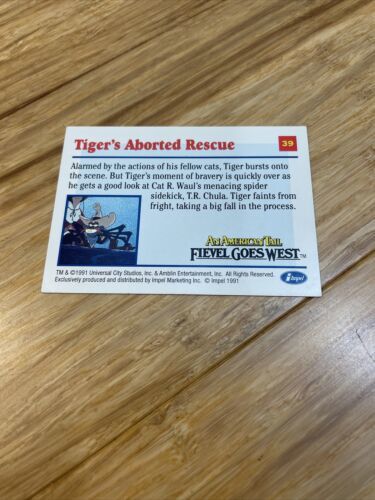 Tiger's Aborted Rescue
39
Alarmed by the actions of his fellow cats, Tiger bursts onto
the scene. But Tiger's moment of bravery is quickly over as
he gets a good look at Cat R. Waul's menacing spider
sidekick, T.R. Chula. Tiger faints from
fright, taking a big fall in the process.
AN AMERICAN TAIL
FIEVEL GOES WEST™
TM & ©1991 Universal City Studios, Inc. & Amblin Entertainment, Inc. All Rights Reserved.
Exclusively produced and distributed by Impel Marketing Inc. © Impel 1991
impel